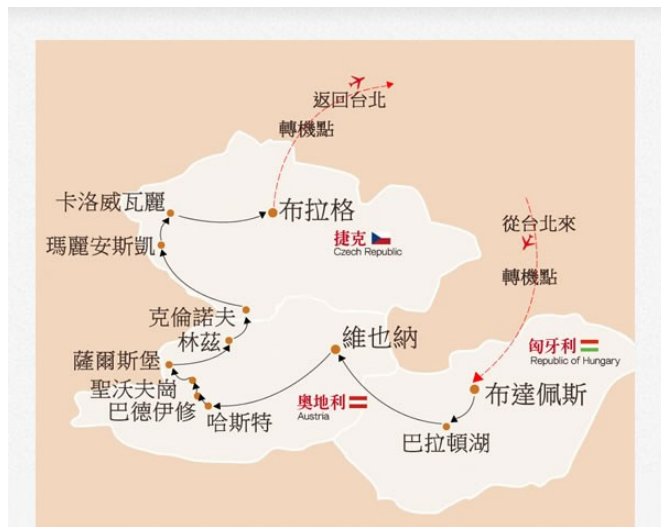 返回台北
轉機點
卡洛威瓦麗
布拉格
從台北來
瑪麗安斯凱
捷克
Czech Republic
轉機點
克倫諾夫
林茲
維也納
匈牙利
Republic of Hungary
薩爾斯堡
聖沃夫崗
布達佩斯
巴德伊修
奧地利
Austria
哈斯特
巴拉頓湖